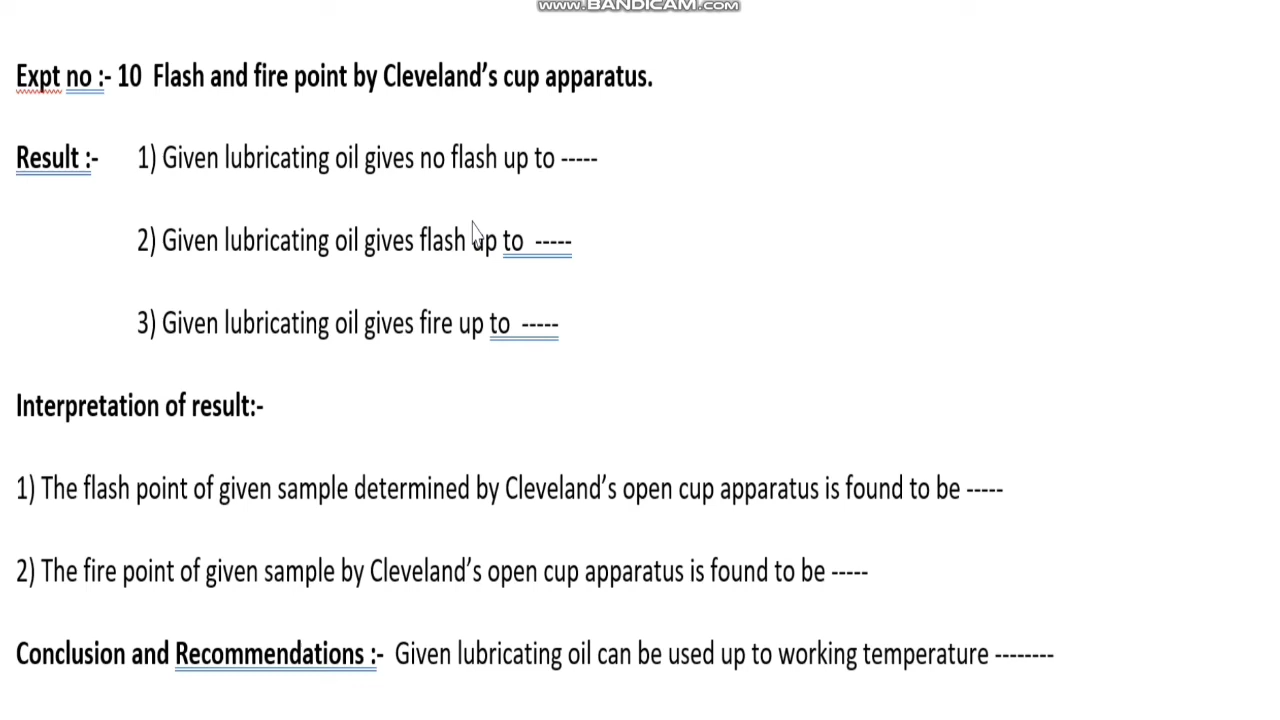 www.BANDICAM.com
Expt no :- 10 Flash and fire point by Cleveland’s cup apparatus.
Result :- 1) Given lubricating oil gives no flash up to -----
2) Given lubricating oil gives flash up to -----
3) Given lubricating oil gives fire up to -----
Interpretation of result:-
1) The flash point of given sample determined by Cleveland’s open cup apparatus is found to be -----
2) The fire point of given sample by Cleveland’s open cup apparatus is found to be -----
Conclusion and Recommendations :- Given lubricating oil can be used up to working temperature --------